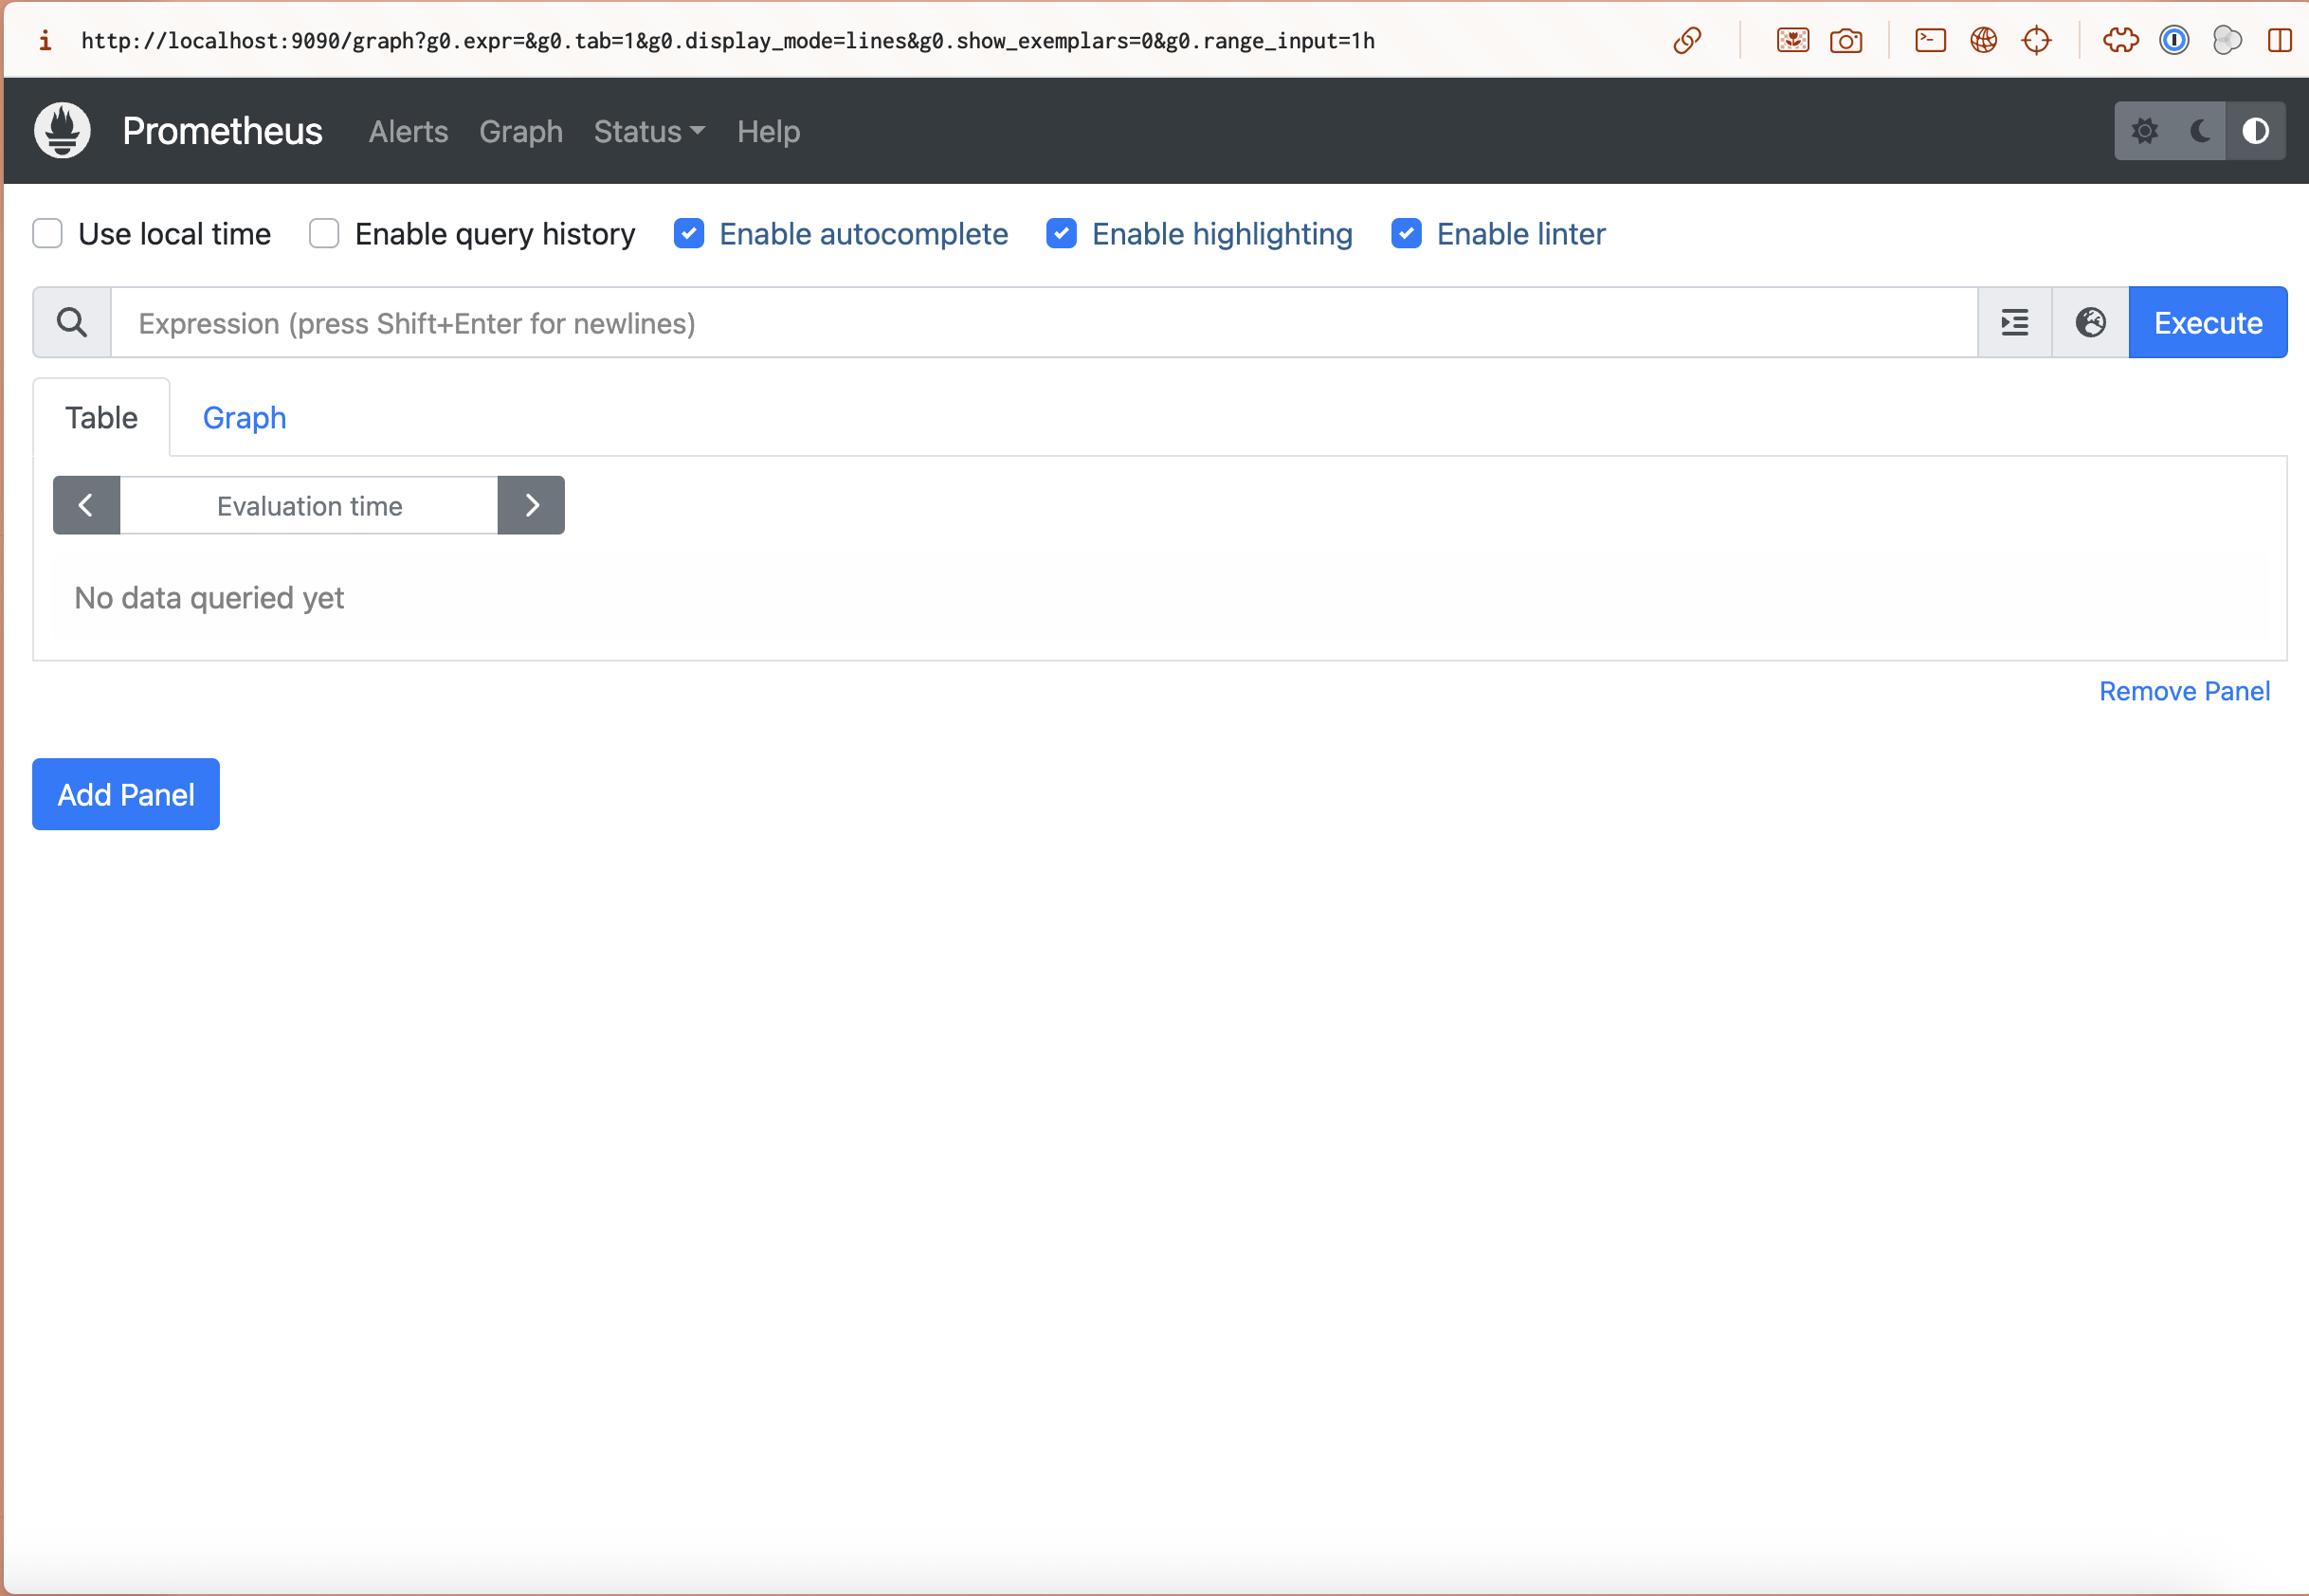 http://localhost:9090/graph?g0.expr=&g0.tab=1&g0.display_mode=lines&g0.show_exemplars=0&g0.range_input=1h
Prometheus Alerts Graph Status Help
Use local time Enable query history Enable autocomplete Enable highlighting Enable linter
Expression (press Shift+Enter for newlines) Execute
Table Graph
Evaluation time
No data queried yet
Remove Panel
Add Panel